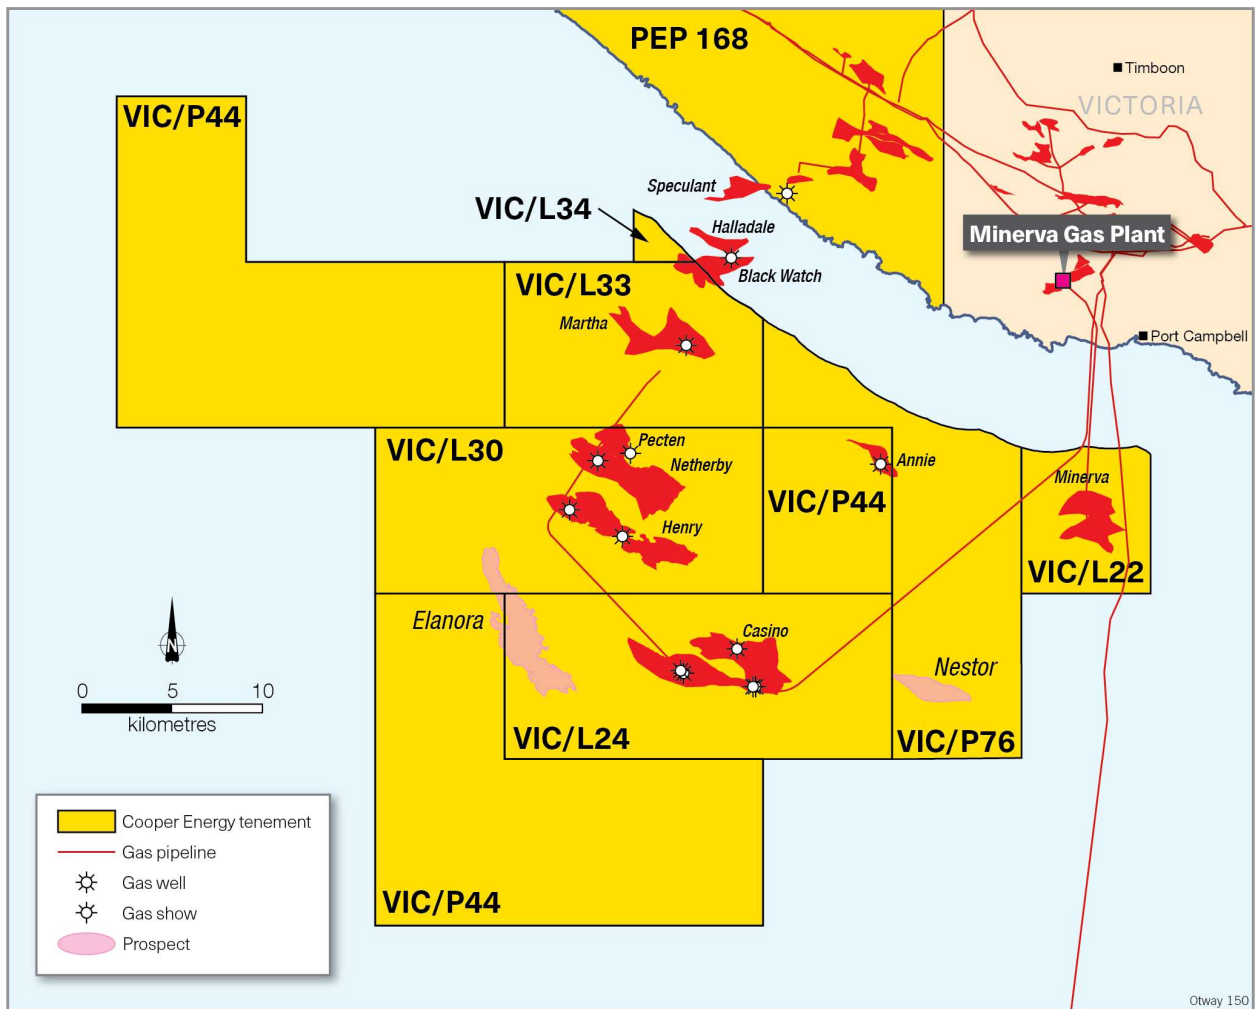 PEP 168
Timboon
VICTORIA
VIC/P44
Speculant
VIC/L34
Halladale
Minerva Gas Plant
Black Watch
VIC/L33
Martha
Port Campbell
VIC/L30
Pecten
Netherby
Annie
Minerva
VIC/P44
Henry
VIC/L22
Elanora
Casino
Nestor
N
0 5 10
kilometres
VIC/L24
VIC/P76
Cooper Energy tenement
Gas pipeline
Gas well
Gas show
Prospect
VIC/P44
Otway 150